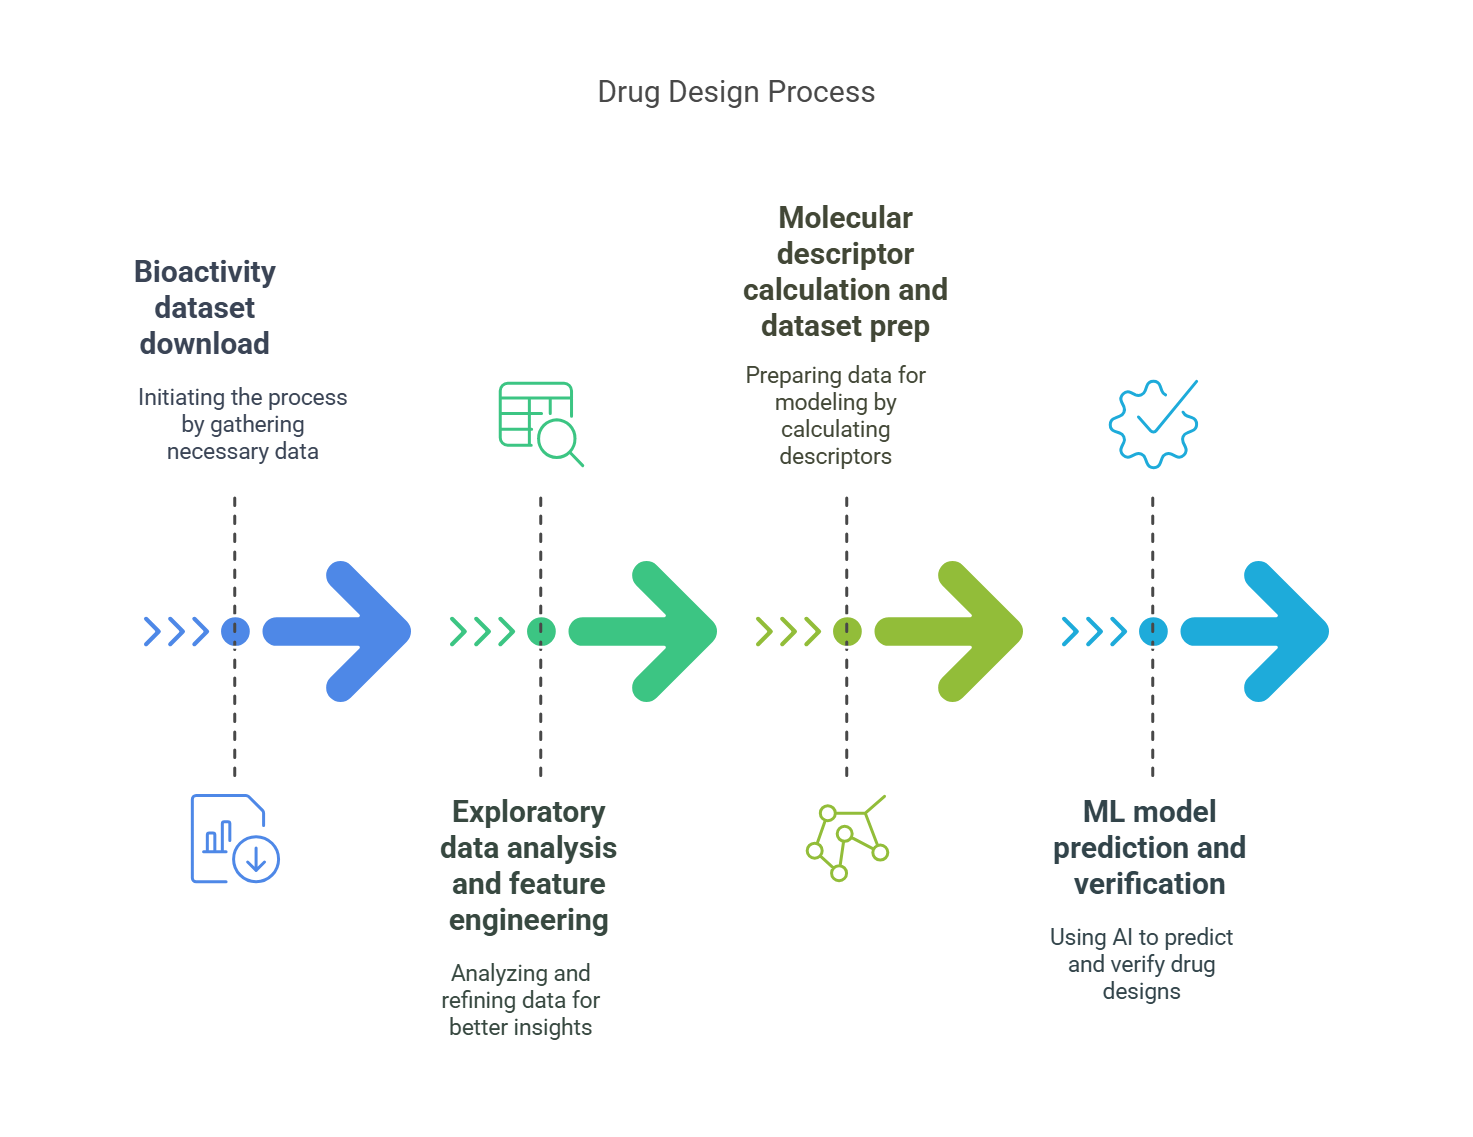 Drug Design Process
Bioactivity
dataset
download
Initiating the process
by gathering
necessary data
Exploratory
data analysis
and feature
engineering
Analyzing and
refining data for
better insights
Molecular
descriptor
calculation and
dataset prep
Preparing data for
modeling by
calculating
descriptors
ML model
prediction and
verification
Using AI to predict
and verify drug
designs